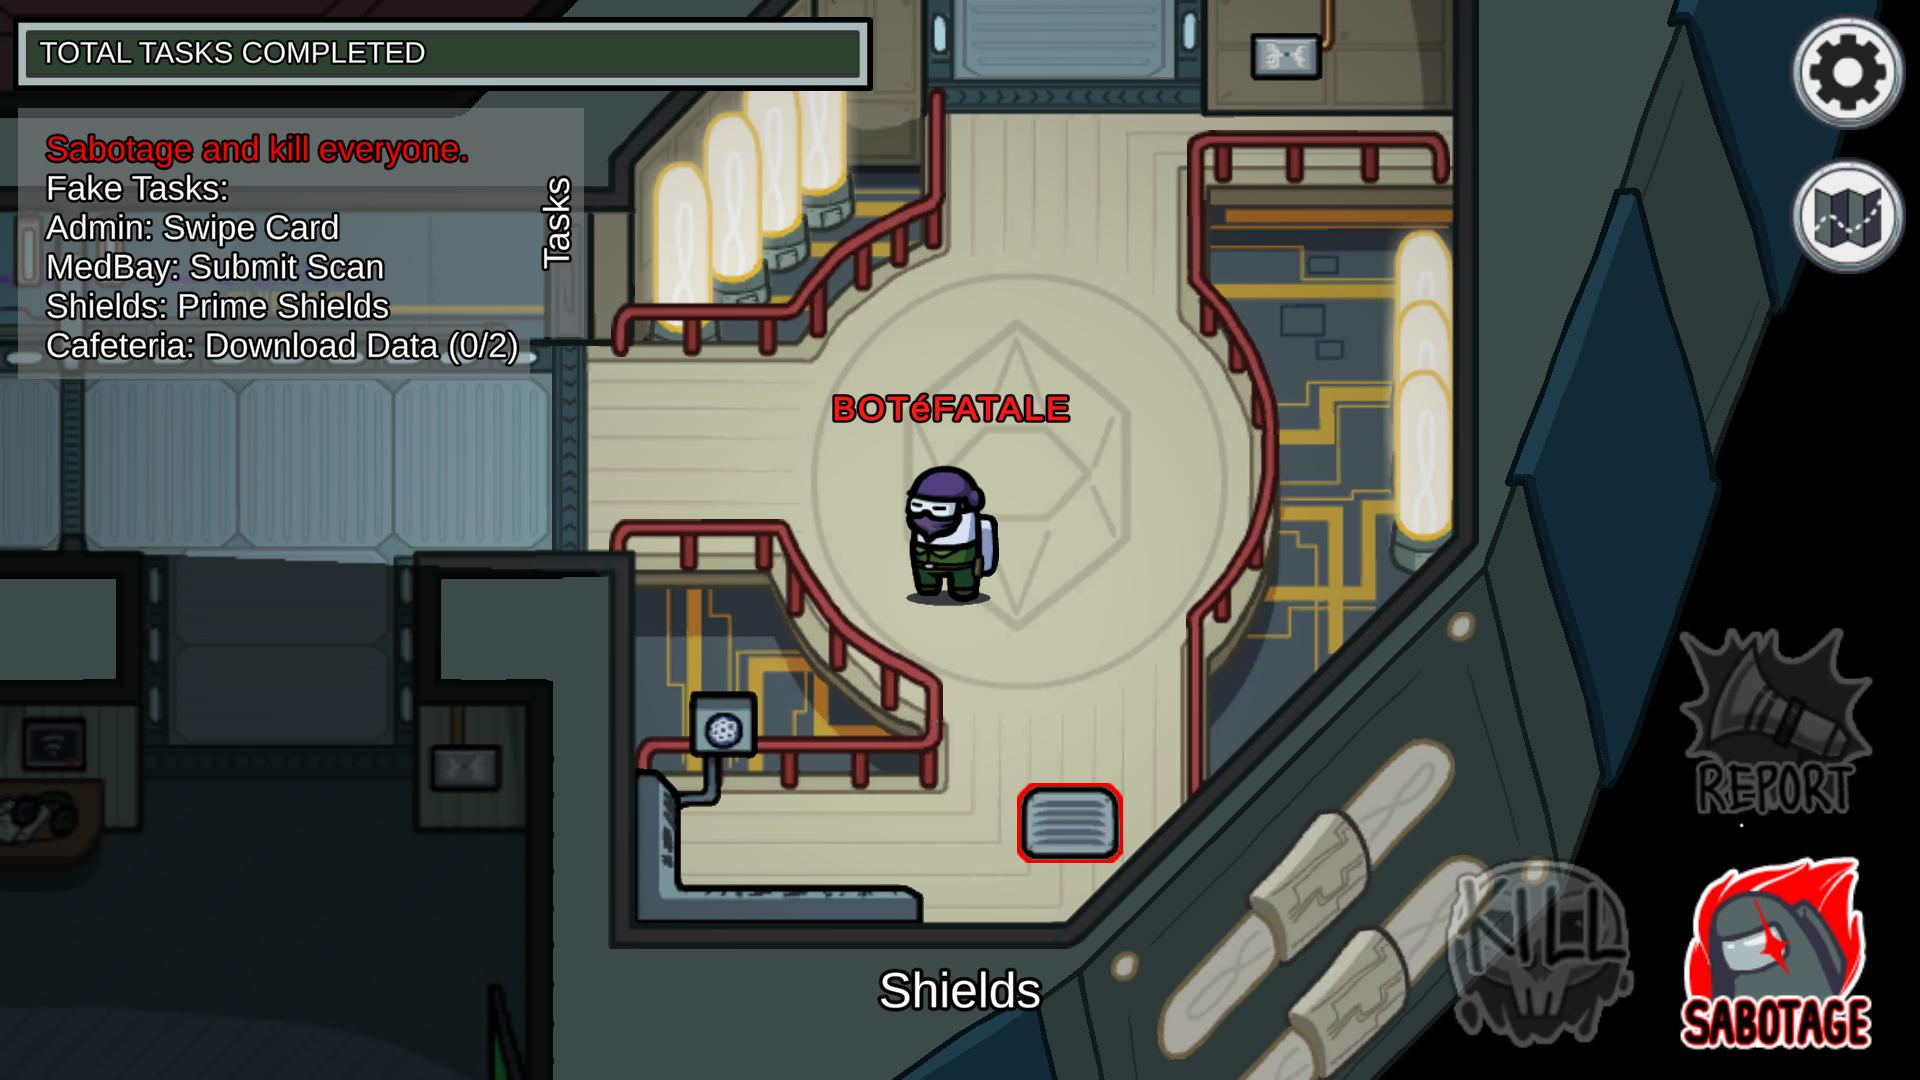 TOTAL TASKS COMPLETED
Sabotage and kill everyone.
Fake Tasks:
Admin: Swipe Card
MedBay: Submit Scan
Shields: Prime Shields
Cafeteria: Download Data (0/2)
Tasks
BOTéFATALE
REPORT
KILL
SABOTAGE
Shields